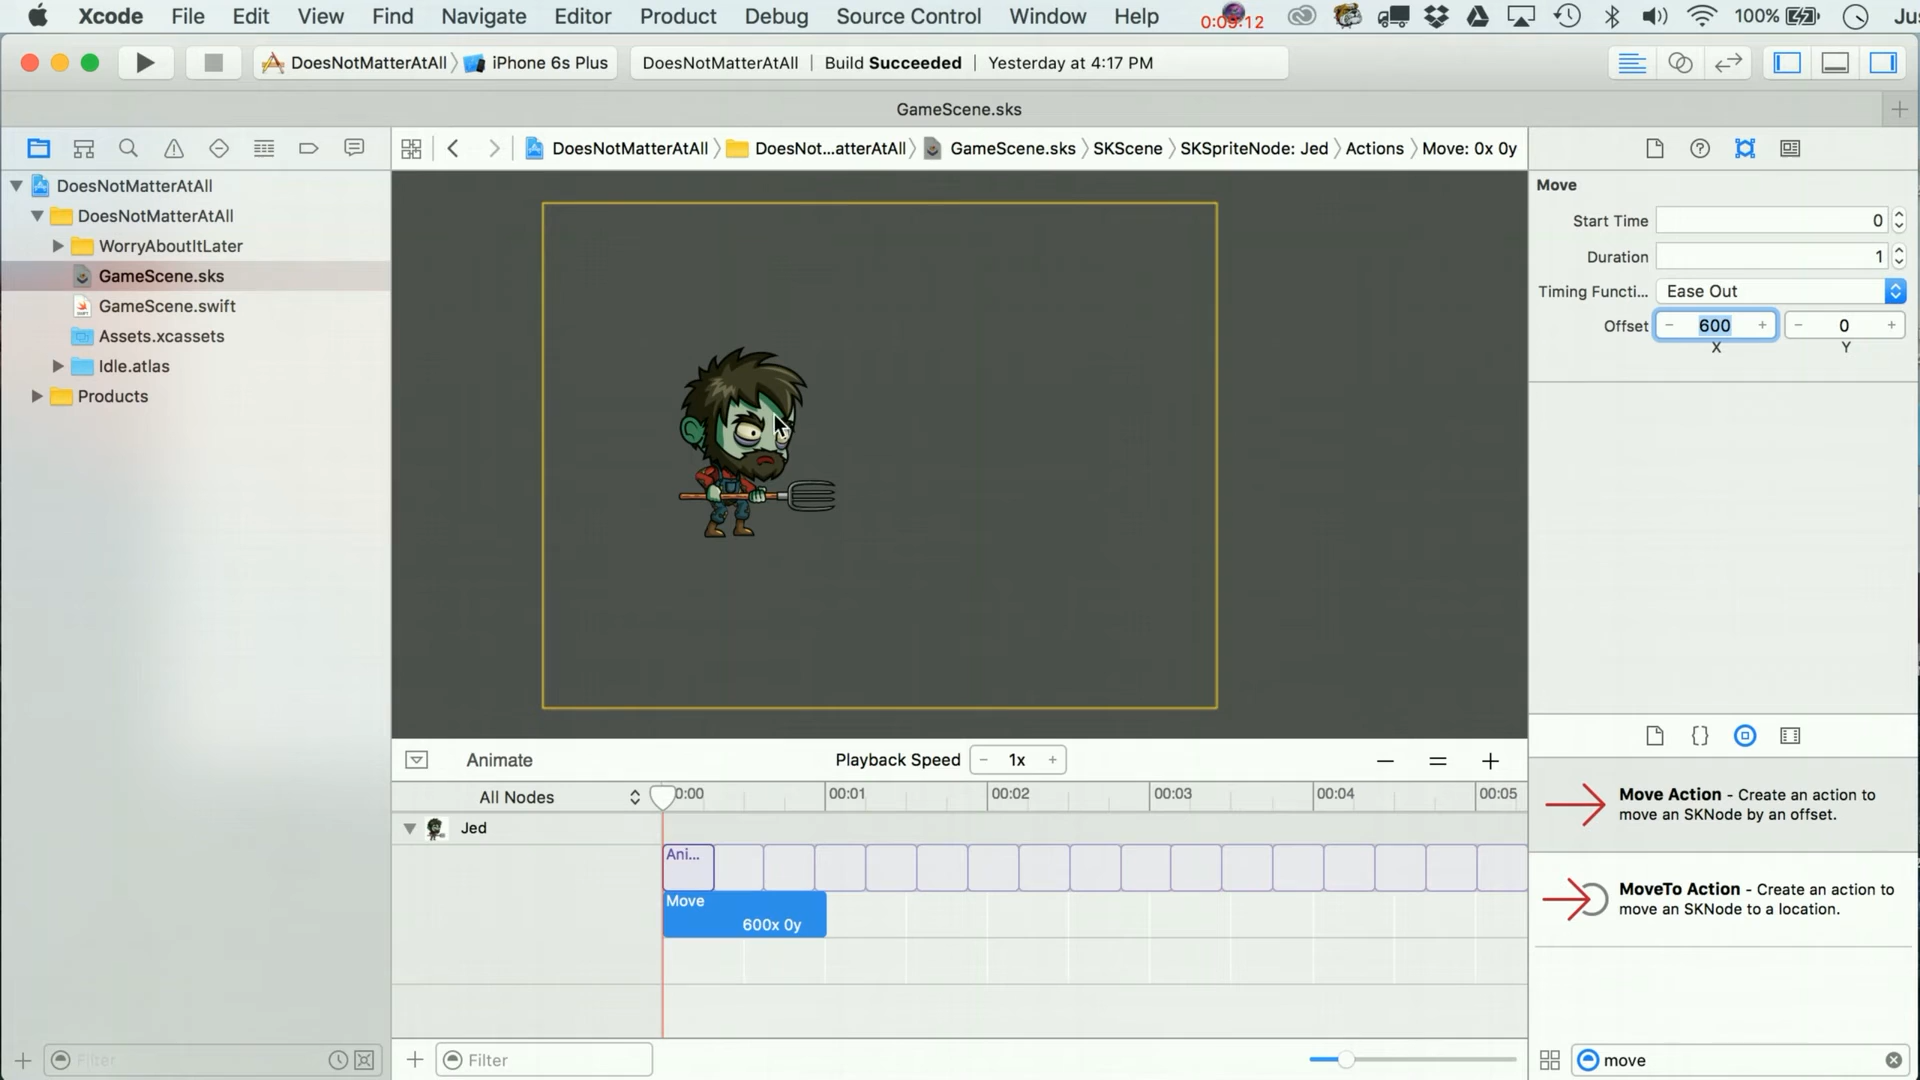 Xcode File Edit View Find Navigate Editor Product Debug Source Control Window Help 0:09:12 100%
DoesNotMatterAtAll iPhone 6s Plus DoesNotMatterAtAll | Build Succeeded | Yesterday at 4:17 PM
GameScene.sks
DoesNotMatterAtAll DoesNot...atterAtAll GameScene.sks SKScene SKSpriteNode: Jed Actions Move: 0x 0y
DoesNotMatterAtAll
DoesNotMatterAtAll
WorryAboutItLater
GameScene.sks
GameScene.swift
Assets.xcassets
Idle.atlas
Products
Filter
Animate Playback Speed - 1x +
All Nodes 0:00 00:01 00:02 00:03 00:04 00:05
Jed
Ani...
Move
600x 0y
Filter
Move
Start Time 0
Duration 1
Timing Functi... Ease Out
Offset - 600 + - 0 +
X Y
Move Action - Create an action to
move an SKNode by an offset.
MoveTo Action - Create an action to
move an SKNode to a location.
move